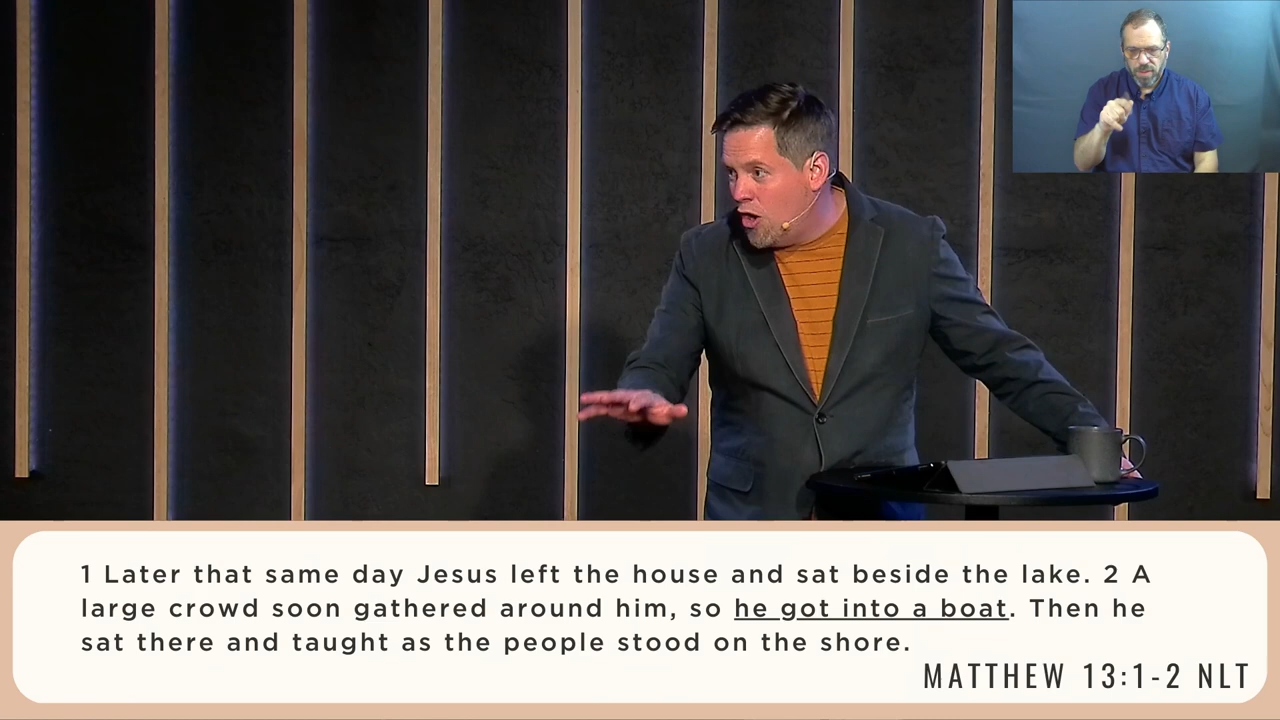 1 Later that same day Jesus left the house and sat beside the lake. 2 A
large crowd soon gathered around him, so he got into a boat. Then he
sat there and taught as the people stood on the shore.
MATTHEW 13:1-2 NLT